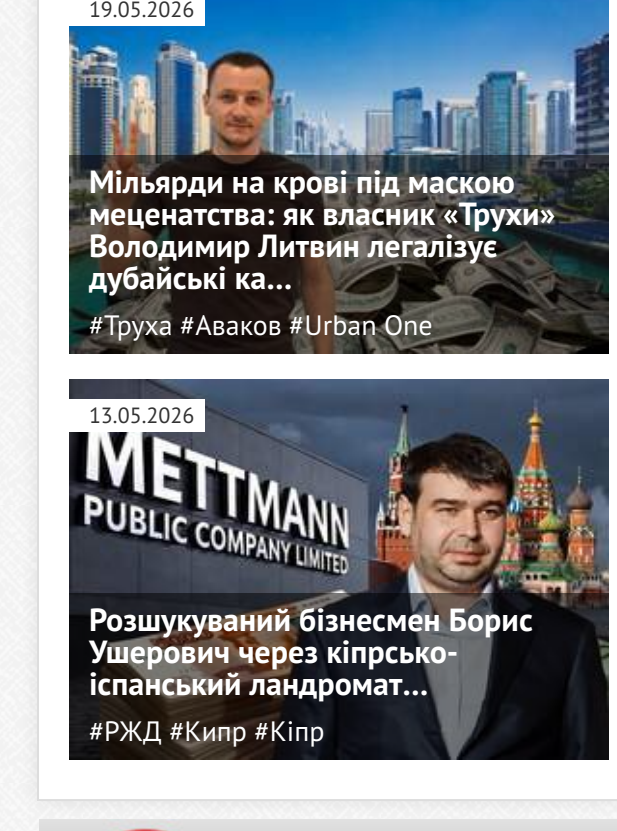 19.05.2026
Мільярди на крові під маскою
меценатства: як власник «Трухи»
Володимир Литвин легалізує
дубайські ка...
#Труха #Аваков #Urban One
13.05.2026
METTMANN
PUBLIC COMPANY LIMITED
Розшукуваний бізнесмен Борис
Ушерович через кіпрсько-
іспанський ландромат...
#РЖД #Кипр #Кіпр